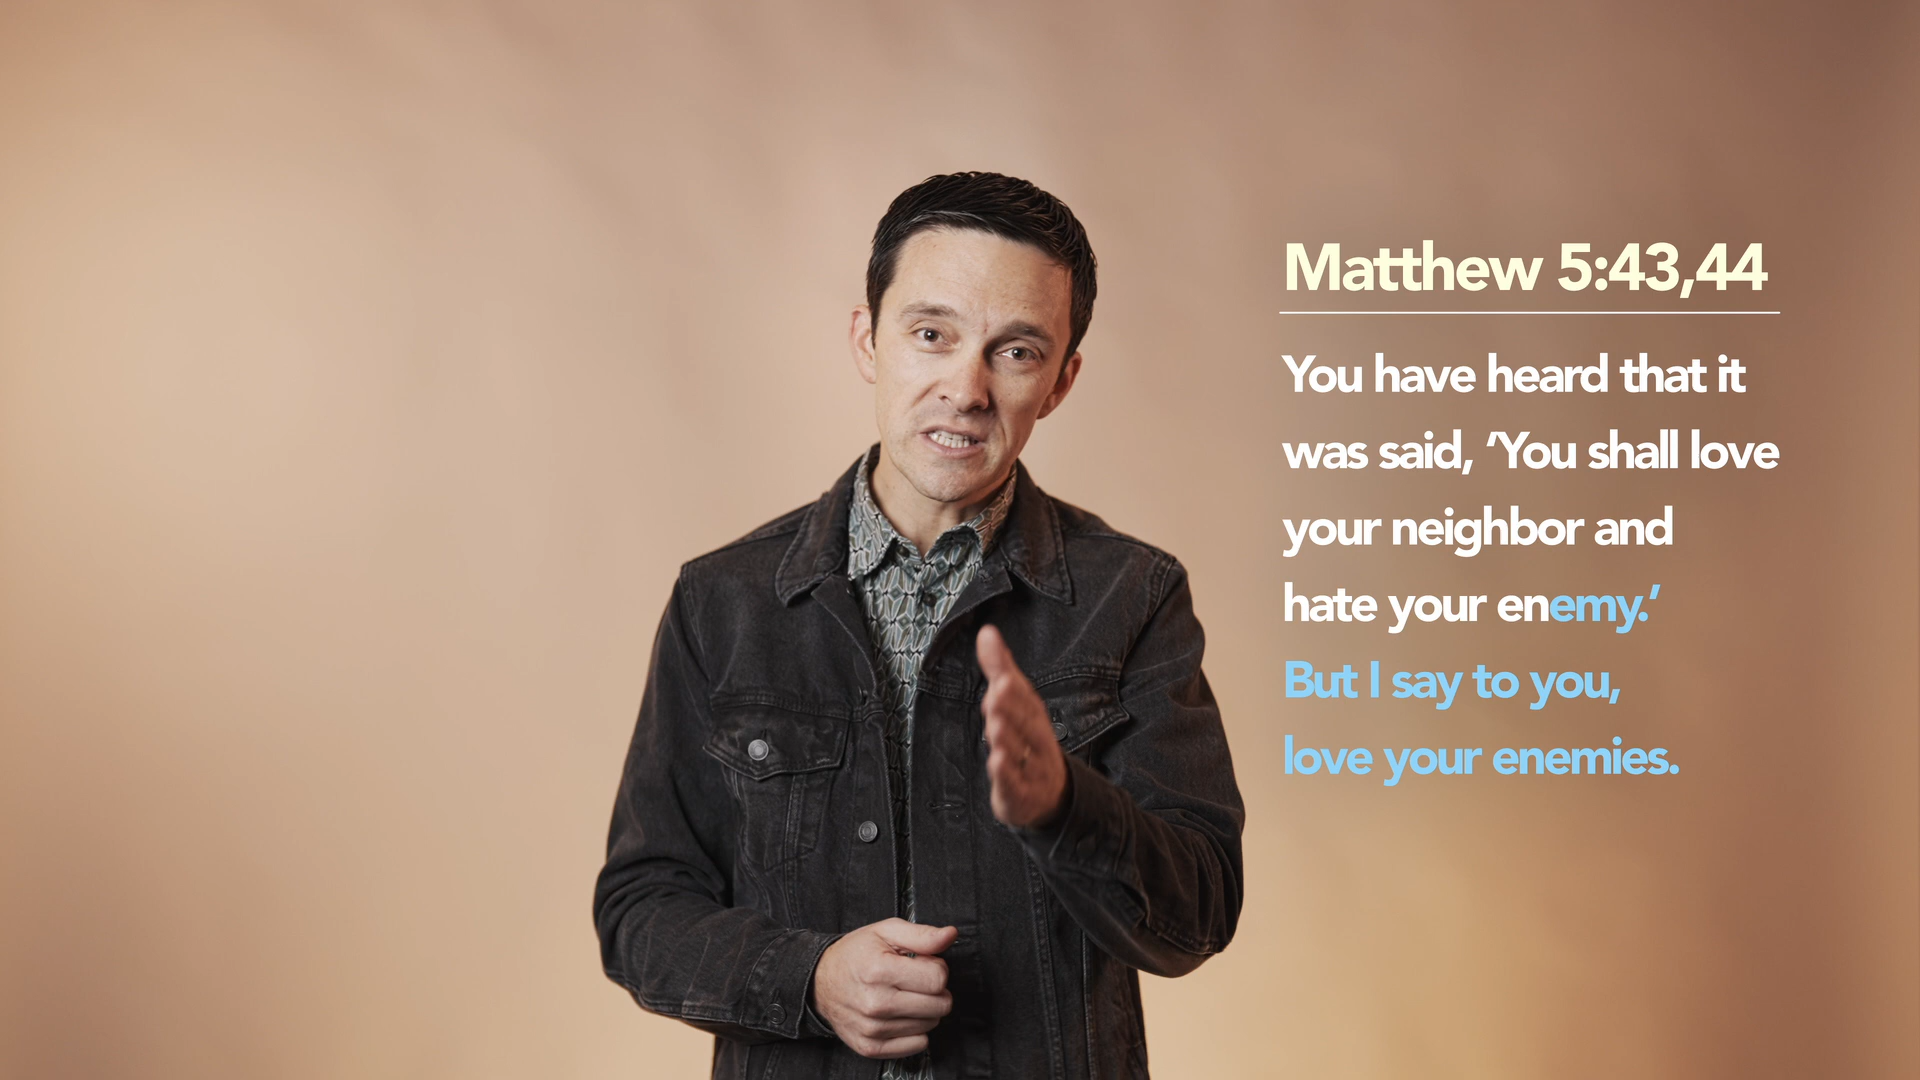 Matthew 5:43,44
You have heard that it
was said, ‘You shall love
your neighbor and
hate your enemy.’
But I say to you,
love your enemies.